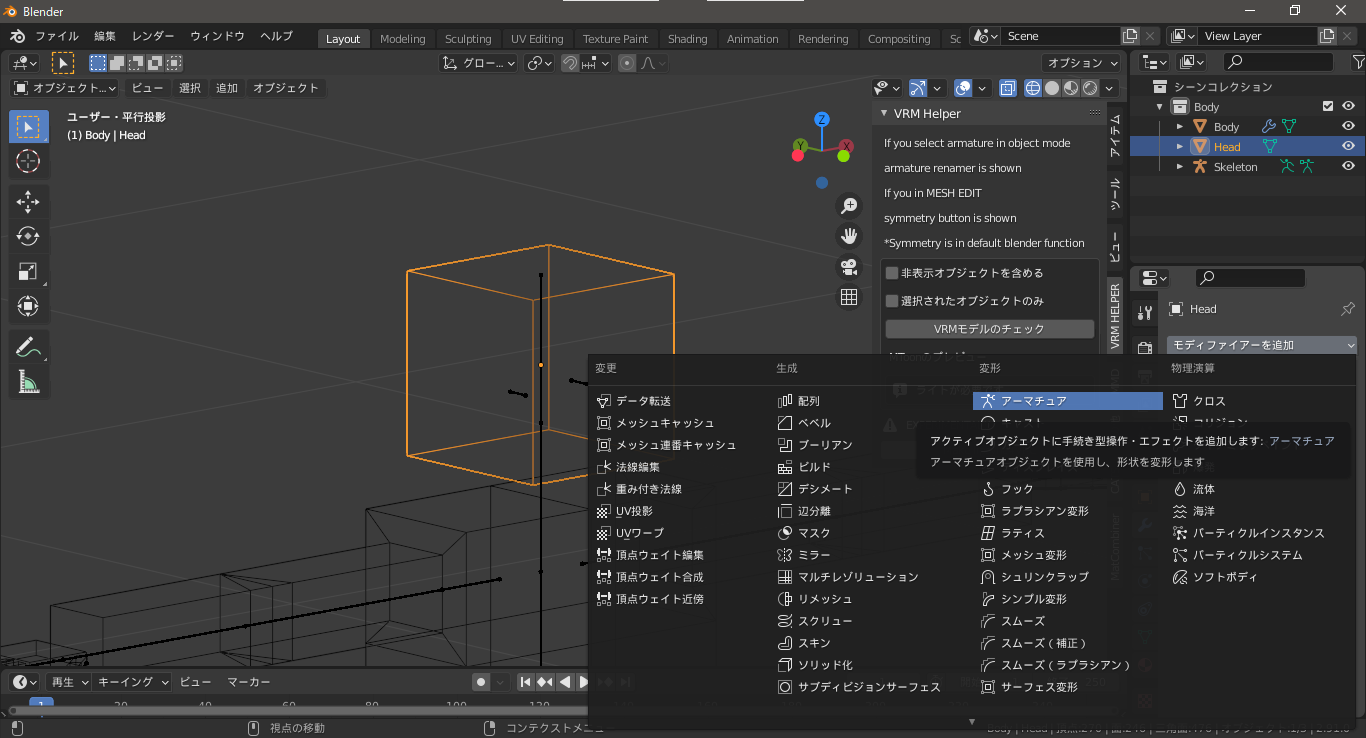 Blender
ファイル 編集 レンダー ウィンドウ ヘルプ Layout Modeling Sculpting UV Editing Texture Paint Shading Animation Rendering Compositing Sc Scene View Layer
グロー... オプション
オブジェクト... ビュー 選択 追加 オブジェクト
ユーザー・平行投影
(1) Body | Head
Z
Y
X
VRM Helper
If you select armature in object mode
armature renamer is shown
If you in MESH EDIT
symmetry button is shown
*Symmetry is in default blender function
非表示オブジェクトを含める
選択されたオブジェクトのみ
VRMモデルのチェック
アイテム
ツール
ビュー
VRM HELPER
シーンコレクション
Body
Body
Head
Skeleton
Head
モディファイアーを追加
変更
データ転送
メッシュキャッシュ
メッシュ連番キャッシュ
法線編集
重み付き法線
UV投影
UVワープ
頂点ウェイト編集
頂点ウェイト合成
頂点ウェイト近傍
生成
配列
ベベル
ブーリアン
ビルド
デシメート
辺分離
マスク
ミラー
マルチレゾリューション
リメッシュ
スクリュー
スキン
ソリッド化
サブディビジョンサーフェス
変形
アーマチュア
キャスト
フック
ラプラシアン変形
ラティス
メッシュ変形
シュリンクラップ
シンプル変形
スムーズ
スムーズ ( 補正 )
スムーズ ( ラプラシアン )
サーフェス変形
物理演算
クロス
コリジョン
流体
海洋
パーティクルインスタンス
パーティクルシステム
ソフトボディ
アクティブオブジェクトに手続き型操作・エフェクトを追加します: アーマチュア
アーマチュアオブジェクトを使用し、形状を変形します
再生 キーイング ビュー マーカー
1 20 40 60 80 100 120
視点の移動 コンテクストメニュー